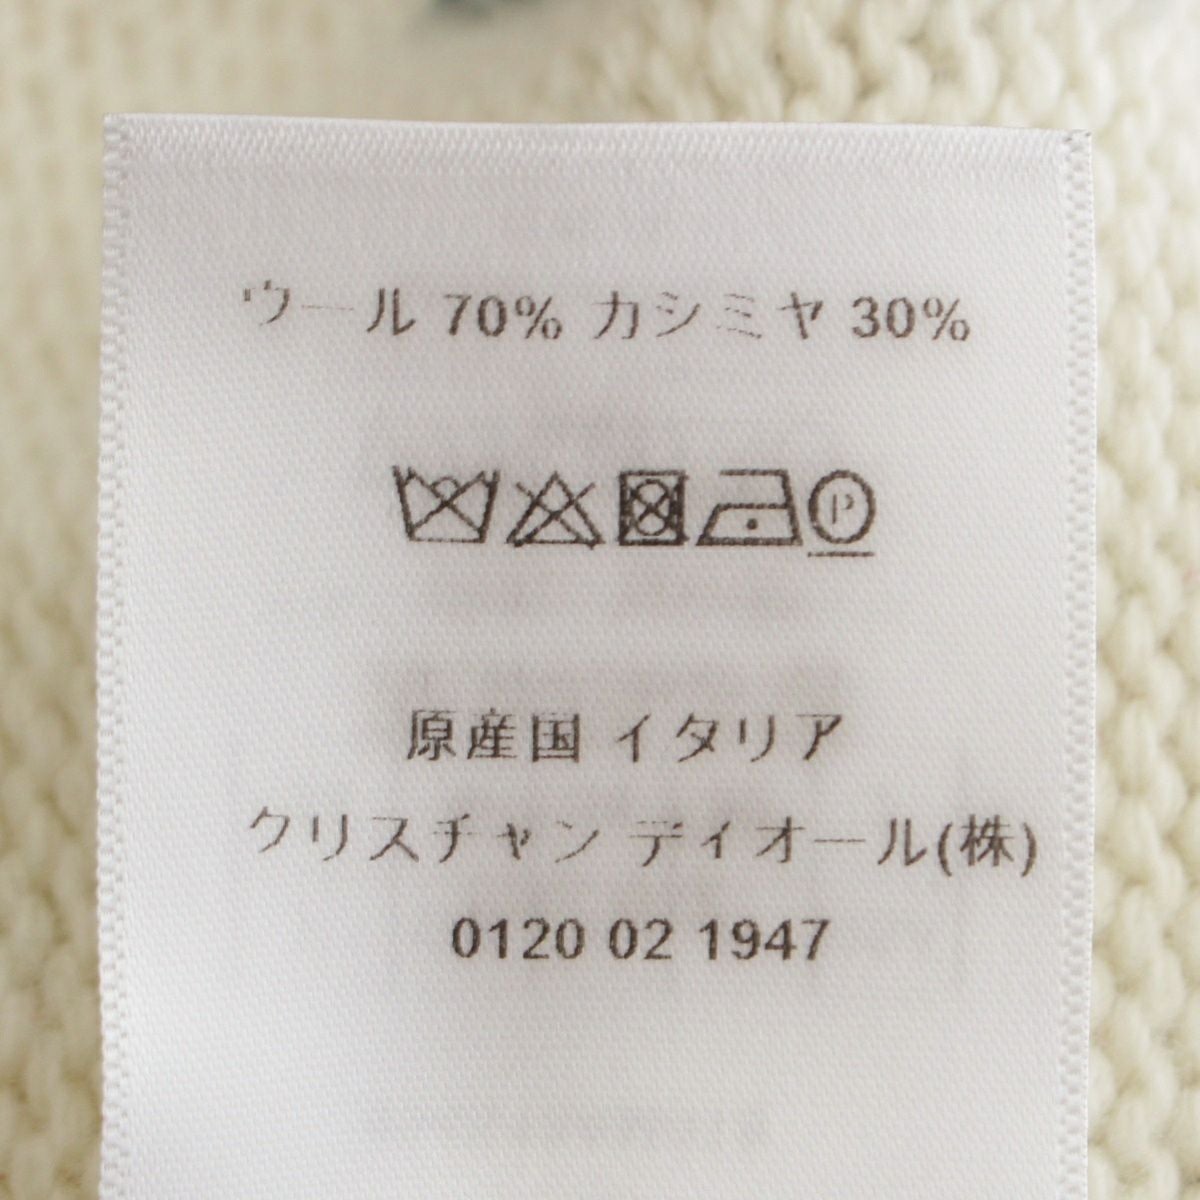 ウール 70% カシミヤ 30%
P
原産国 イタリア
クリスチャン ディオール(株)
0120 02 1947